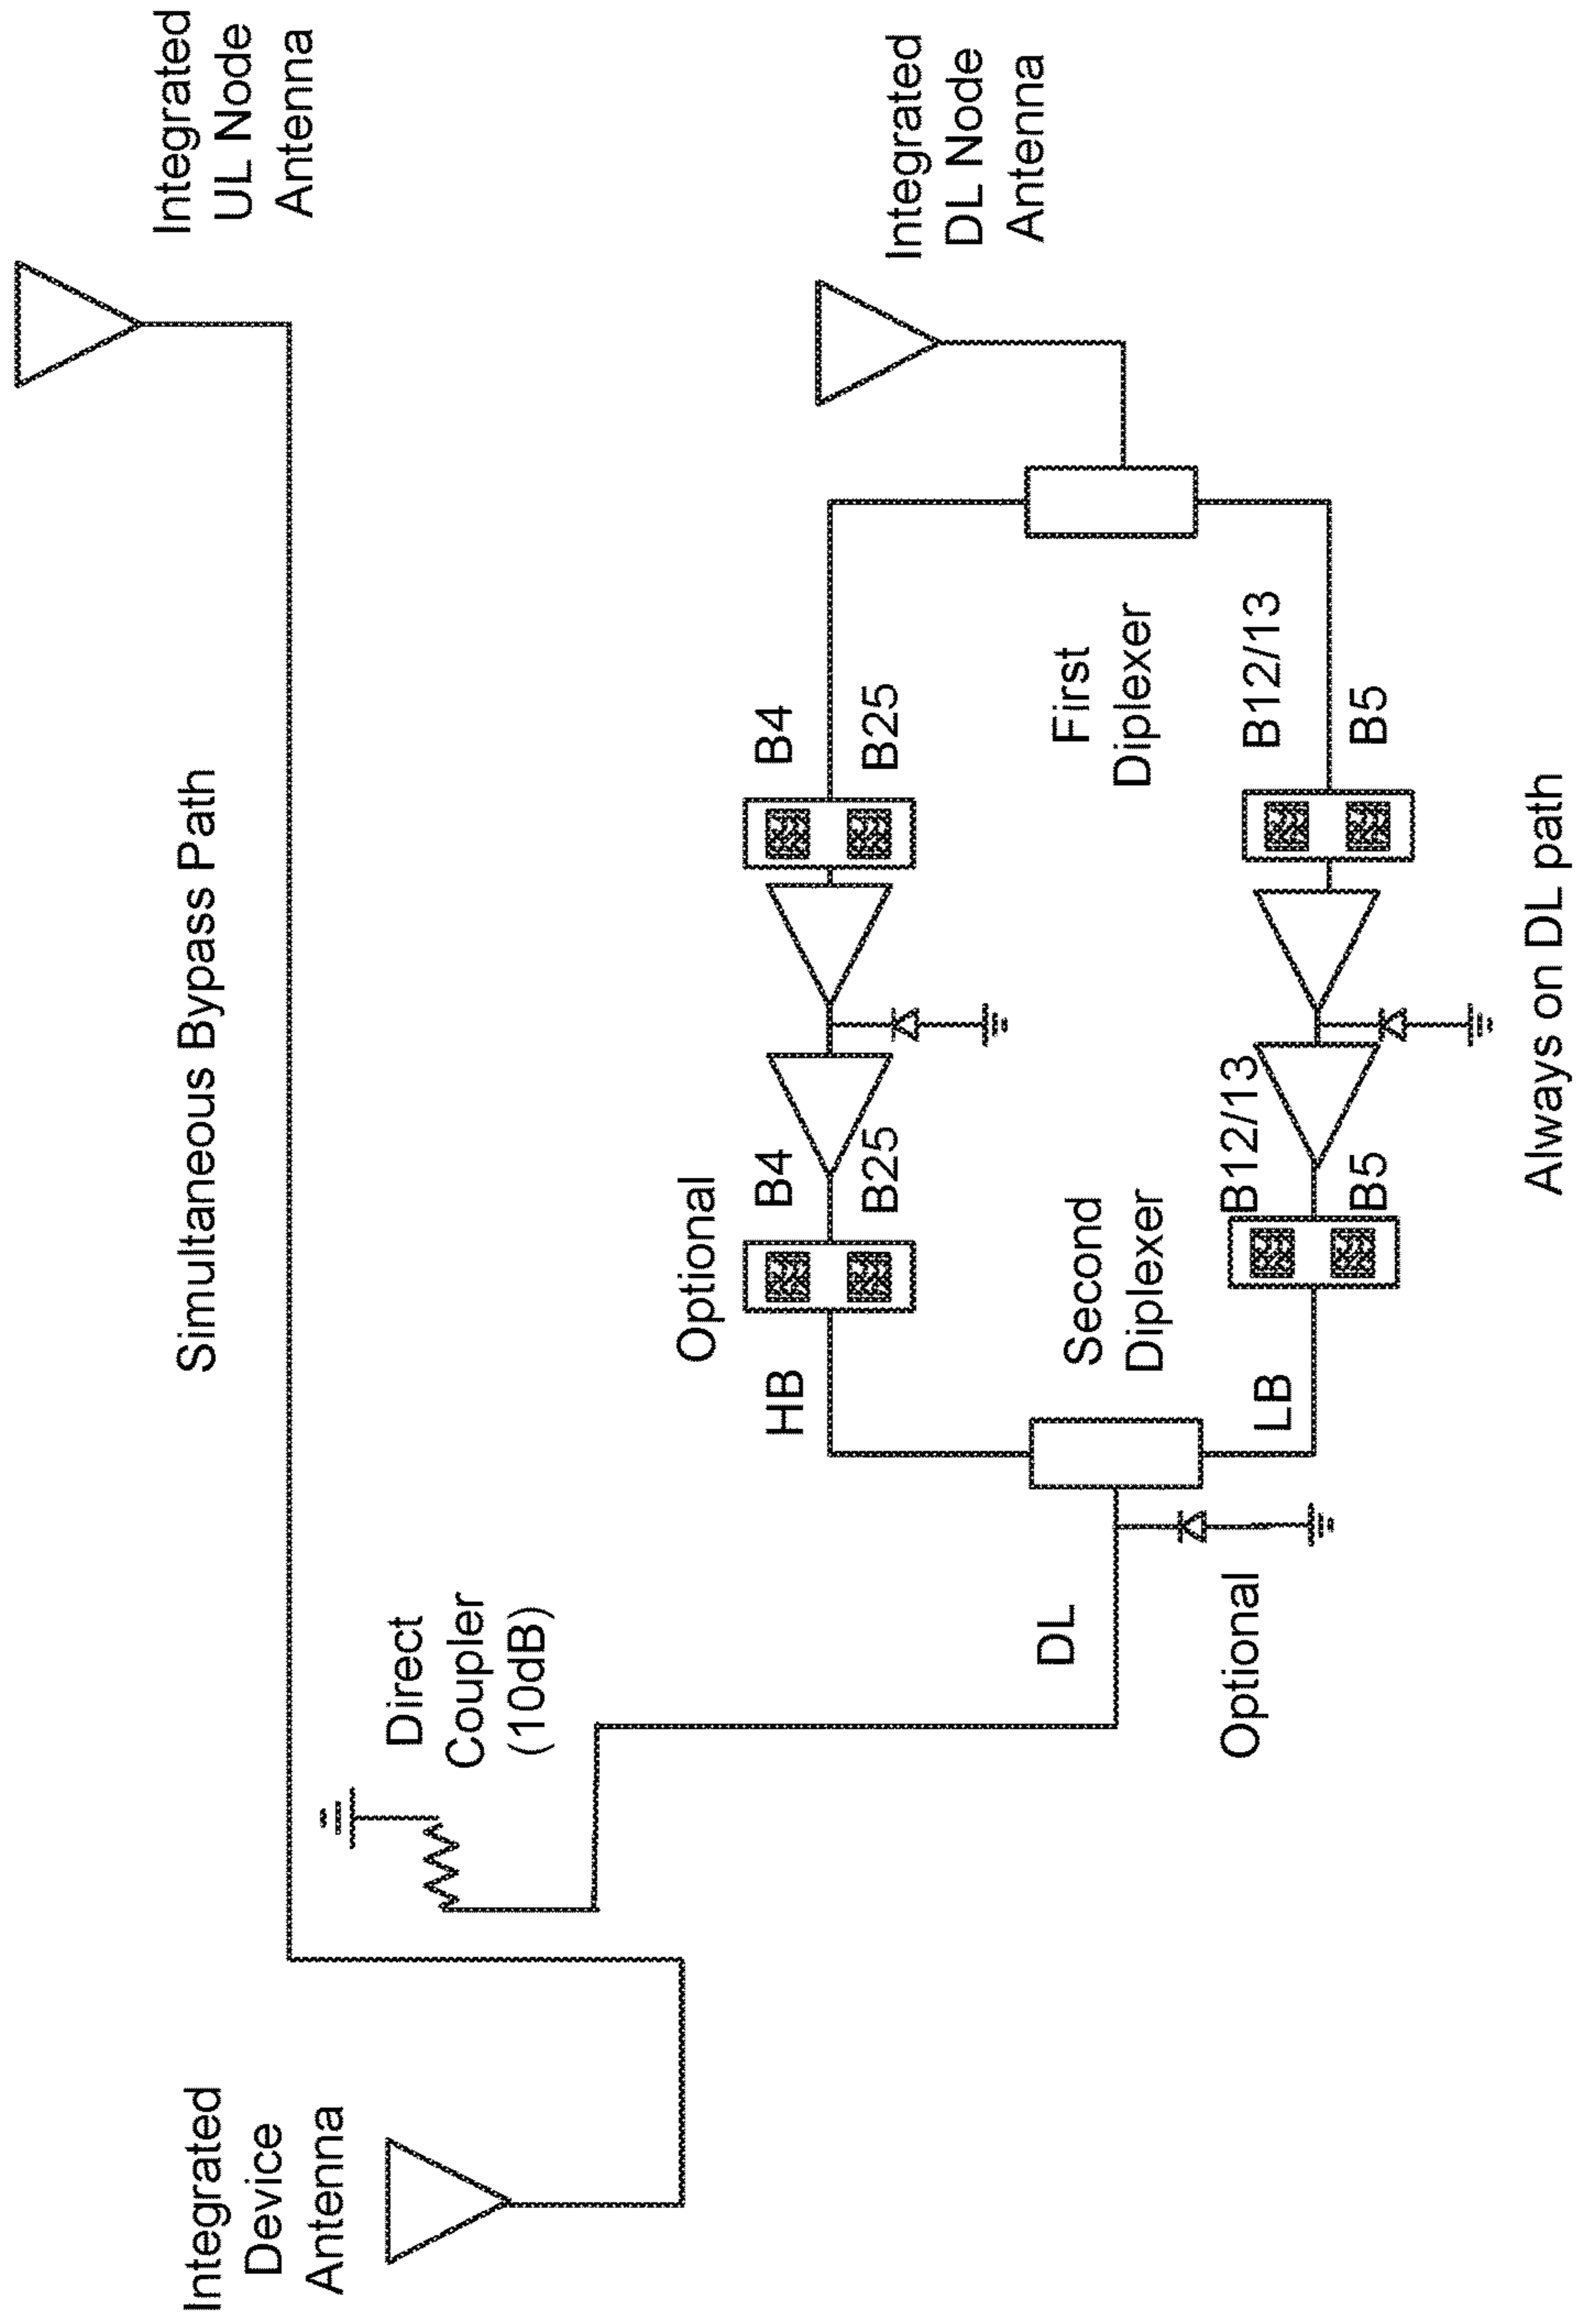 Integrated
Device
Antenna
Simultaneous Bypass Path
Integrated
UL Node
Antenna
Direct
Coupler
(10dB)
Optional
HB
B4
B25
B4
B25
Integrated
DL Node
Antenna
DL
Second
Diplexer
First
Diplexer
Optional
LB
B12/13
B5
B12/13
B5
Always on DL path